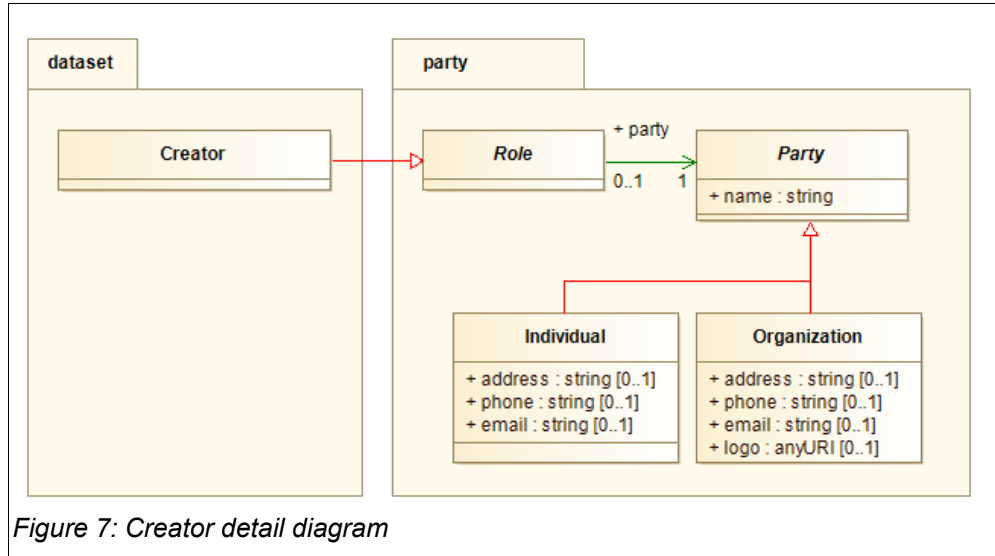 dataset
party
Creator
Role
+ party
0..1
1
Party
+ name : string
Individual
+ address : string [0..1]
+ phone : string [0..1]
+ email : string [0..1]
Organization
+ address : string [0..1]
+ phone : string [0..1]
+ email : string [0..1]
+ logo : anyURI [0..1]
Figure 7: Creator detail diagram